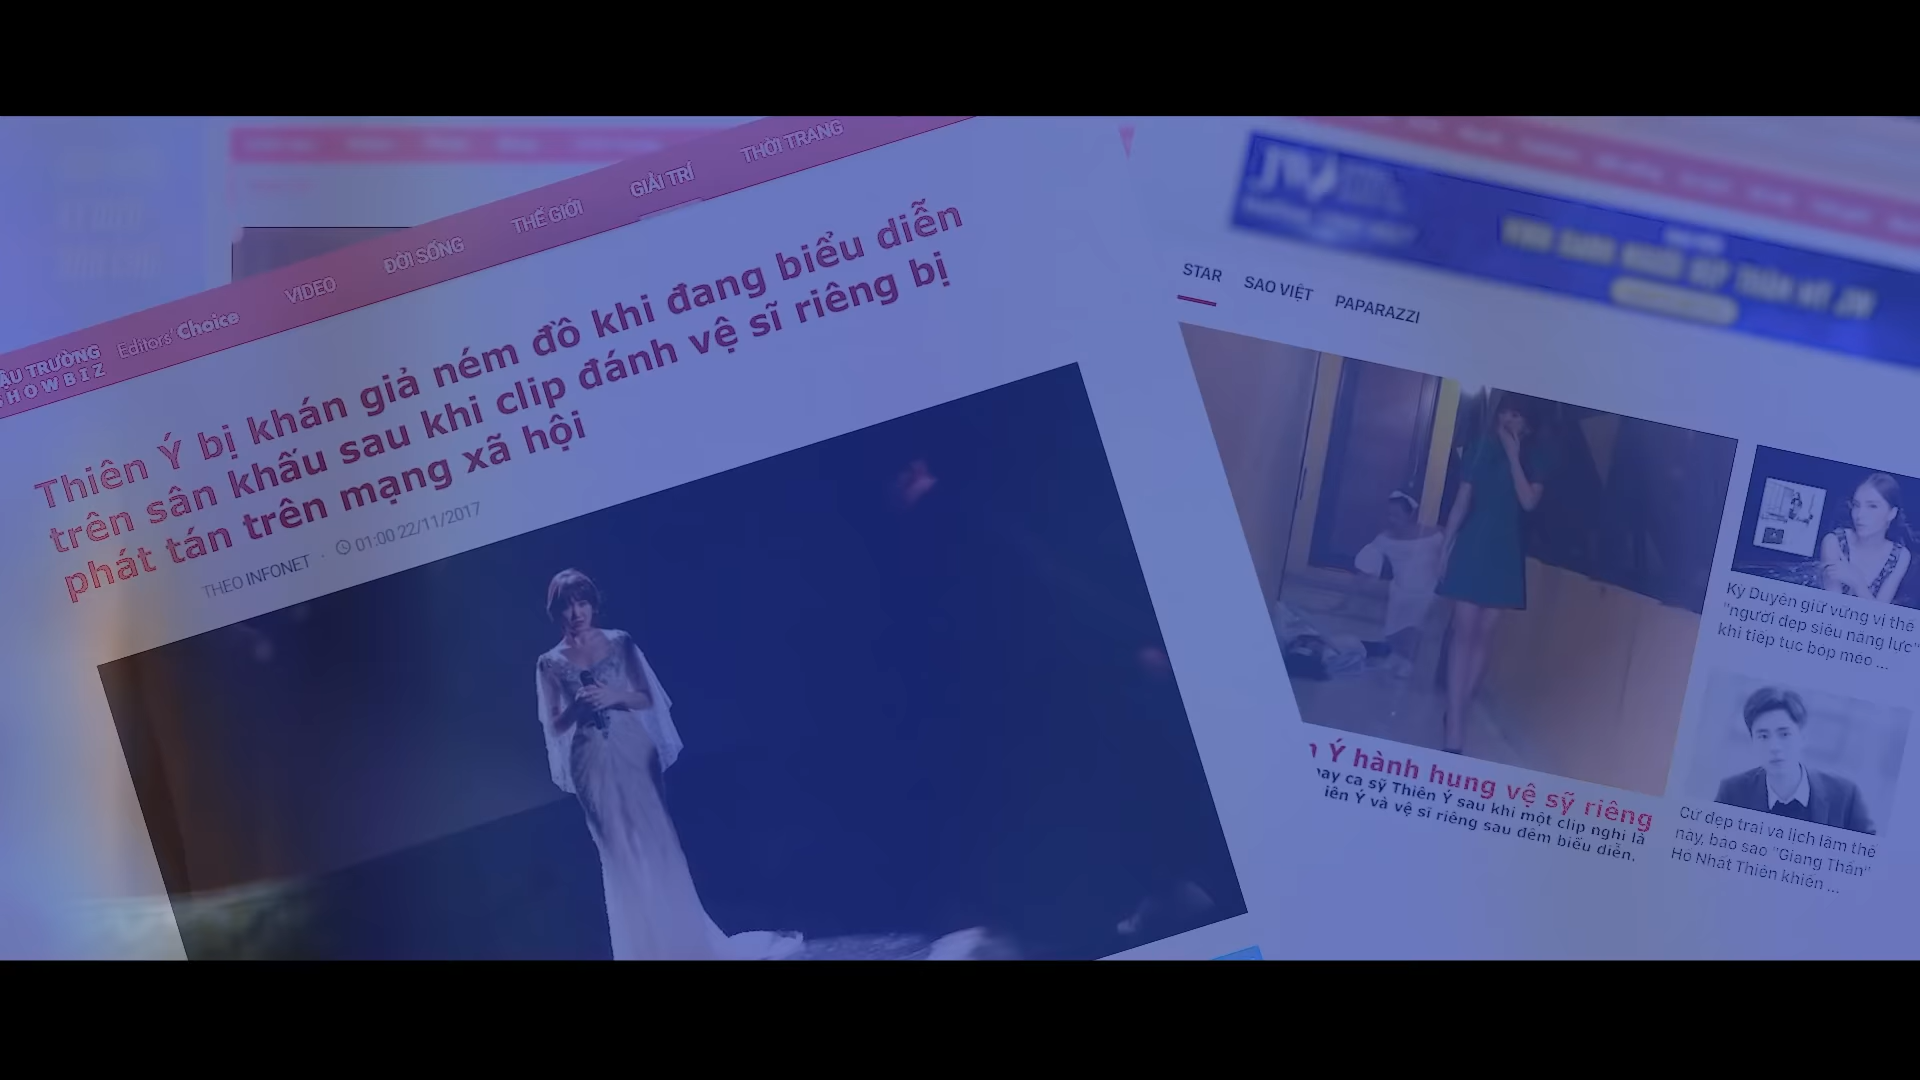 THỜI TRANG
GIẢI TRÍ
THẾ GIỚI
ĐỜI SỐNG
VIDEO
Editors' Choice
ẬU TRƯỜNG
HOWBIZ
Thiên Ý bị khán giả ném đồ khi đang biểu diễn
trên sân khấu sau khi clip đánh vệ sĩ riêng bị
phát tán trên mạng xã hội
THEO INFONET · 01:00 22/11/2017
STAR SAO VIỆT PAPARAZZI
Ý hành hung vệ sỹ riêng
ay ca sỹ Thiên Ý sau khi một clip nghi là
iên Ý và vệ sĩ riêng sau đêm biểu diễn.
Kỳ Duyên giữ vững vị thế
"người đẹp siêu năng lực"
khi tiếp tục bóp méo ...
Cứ đẹp trai và lịch lãm thế
này, bảo sao "Giang Thần"
Hồ Nhất Thiên khiến ...